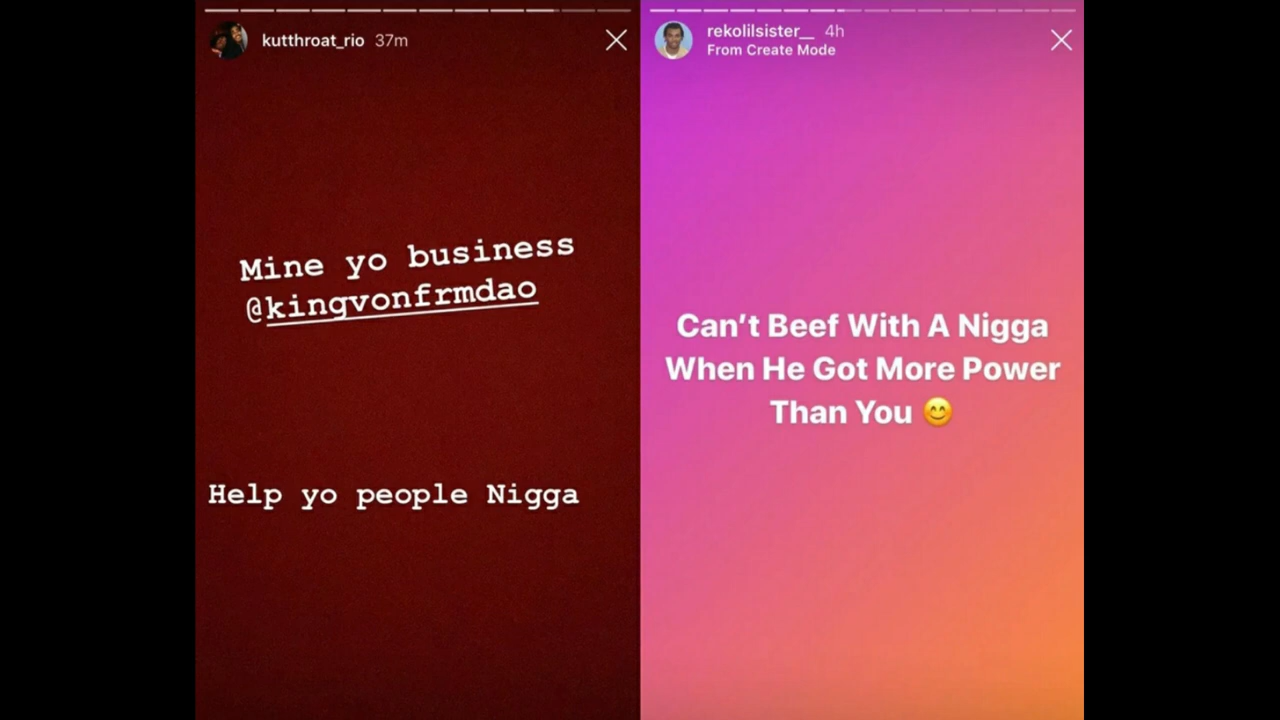 kutthroat_rio 37m
Mine yo business
@kingvonfrmdao
Help yo people Nigga
rekolilsister__ 4h
From Create Mode
Can't Beef With A Nigga
When He Got More Power
Than You 😊